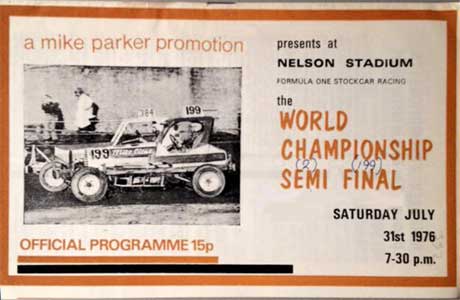 a mike parker promotion
presents at
NELSON STADIUM
FORMULA ONE STOCKCAR RACING
the
WORLD
CHAMPIONSHIP
(2) (199)
SEMI FINAL
SATURDAY JULY
31st 1976
7-30 p.m.
384
199
199
OFFICIAL PROGRAMME 15p